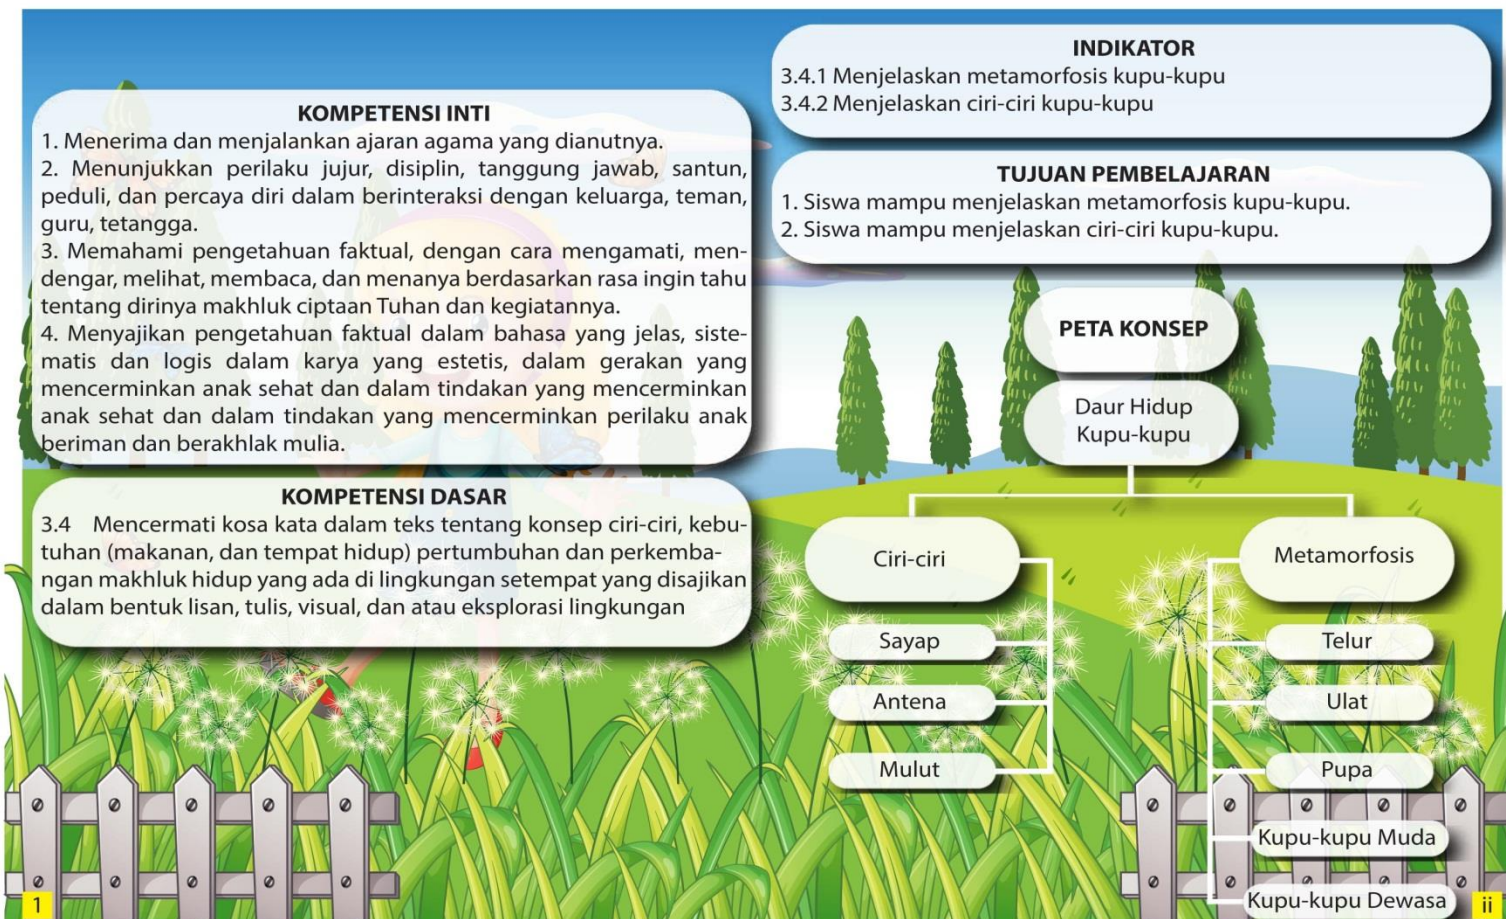 KOMPETENSI INTI
1. Menerima dan menjalankan ajaran agama yang dianutnya.
2. Menunjukkan perilaku jujur, disiplin, tanggung jawab, santun,
peduli, dan percaya diri dalam berinteraksi dengan keluarga, teman,
guru, tetangga.
3. Memahami pengetahuan faktual, dengan cara mengamati, men-
dengar, melihat, membaca, dan menanya berdasarkan rasa ingin tahu
tentang dirinya makhluk ciptaan Tuhan dan kegiatannya.
4. Menyajikan pengetahuan faktual dalam bahasa yang jelas, siste-
matis dan logis dalam karya yang estetis, dalam gerakan yang
mencerminkan anak sehat dan dalam tindakan yang mencerminkan
anak sehat dan dalam tindakan yang mencerminkan perilaku anak
beriman dan berakhlak mulia.
KOMPETENSI DASAR
3.4 Mencermati kosa kata dalam teks tentang konsep ciri-ciri, kebu-
tuhan (makanan, dan tempat hidup) pertumbuhan dan perkemba-
ngan makhluk hidup yang ada di lingkungan setempat yang disajikan
dalam bentuk lisan, tulis, visual, dan atau eksplorasi lingkungan
1
INDIKATOR
3.4.1 Menjelaskan metamorfosis kupu-kupu
3.4.2 Menjelaskan ciri-ciri kupu-kupu
TUJUAN PEMBELAJARAN
1. Siswa mampu menjelaskan metamorfosis kupu-kupu.
2. Siswa mampu menjelaskan ciri-ciri kupu-kupu.
PETA KONSEP
Daur Hidup
Kupu-kupu
Ciri-ciri
Sayap
Antena
Mulut
Metamorfosis
Telur
Ulat
Pupa
Kupu-kupu Muda
Kupu-kupu Dewasa
ii